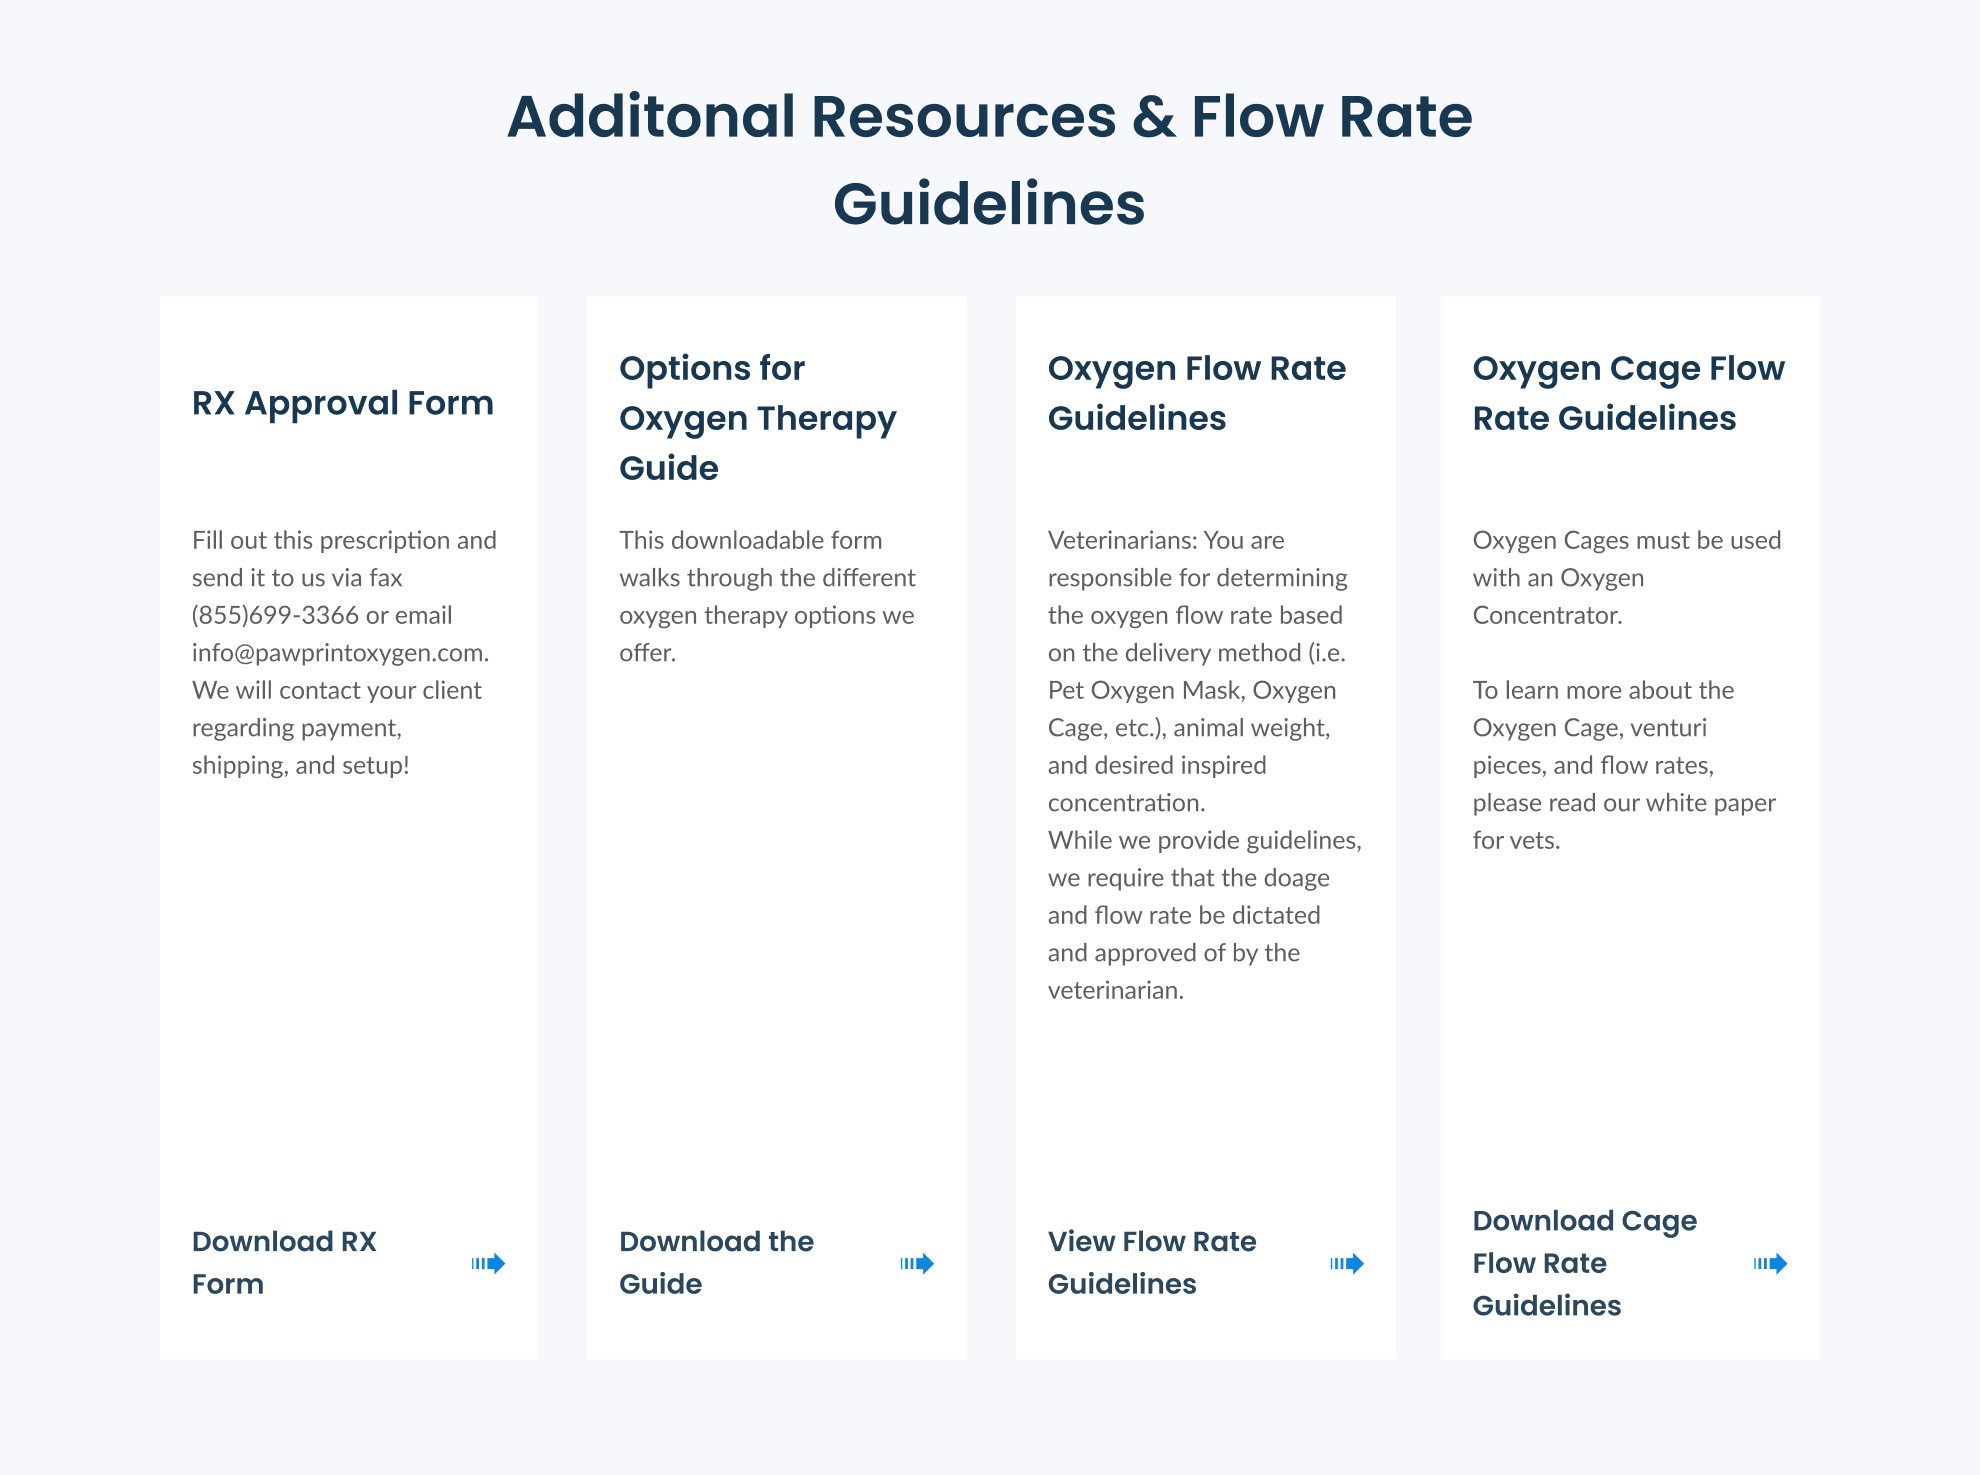 Additonal Resources & Flow Rate
Guidelines
RX Approval Form
Fill out this prescription and
send it to us via fax
(855)699-3366 or email
info@pawprintoxygen.com.
We will contact your client
regarding payment,
shipping, and setup!
Download RX
Form
Options for
Oxygen Therapy
Guide
This downloadable form
walks through the different
oxygen therapy options we
offer.
Download the
Guide
Oxygen Flow Rate
Guidelines
Veterinarians: You are
responsible for determining
the oxygen flow rate based
on the delivery method (i.e.
Pet Oxygen Mask, Oxygen
Cage, etc.), animal weight,
and desired inspired
concentration.
While we provide guidelines,
we require that the doage
and flow rate be dictated
and approved of by the
veterinarian.
View Flow Rate
Guidelines
Oxygen Cage Flow
Rate Guidelines
Oxygen Cages must be used
with an Oxygen
Concentrator.
To learn more about the
Oxygen Cage, venturi
pieces, and flow rates,
please read our white paper
for vets.
Download Cage
Flow Rate
Guidelines